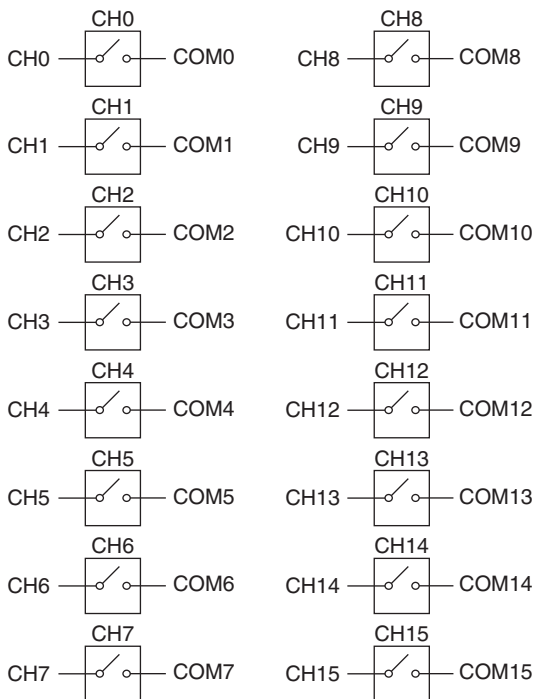 CH0
CH0 COM0
CH1
CH1 COM1
CH2
CH2 COM2
CH3
CH3 COM3
CH4
CH4 COM4
CH5
CH5 COM5
CH6
CH6 COM6
CH7
CH7 COM7
CH8
CH8 COM8
CH9
CH9 COM9
CH10
CH10 COM10
CH11
CH11 COM11
CH12
CH12 COM12
CH13
CH13 COM13
CH14
CH14 COM14
CH15
CH15 COM15